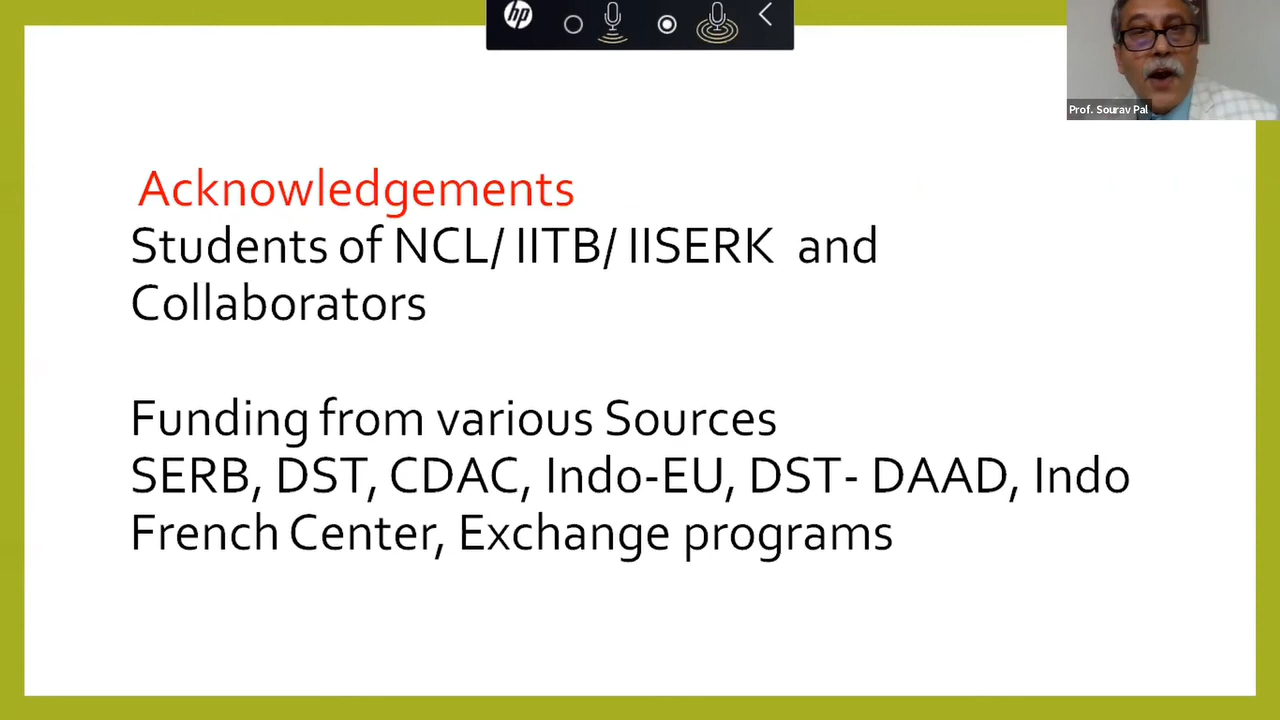 hp
Prof. Sourav Pal
Acknowledgements
Students of NCL/ IITB/ IISERK and
Collaborators
Funding from various Sources
SERB, DST, CDAC, Indo-EU, DST- DAAD, Indo
French Center, Exchange programs